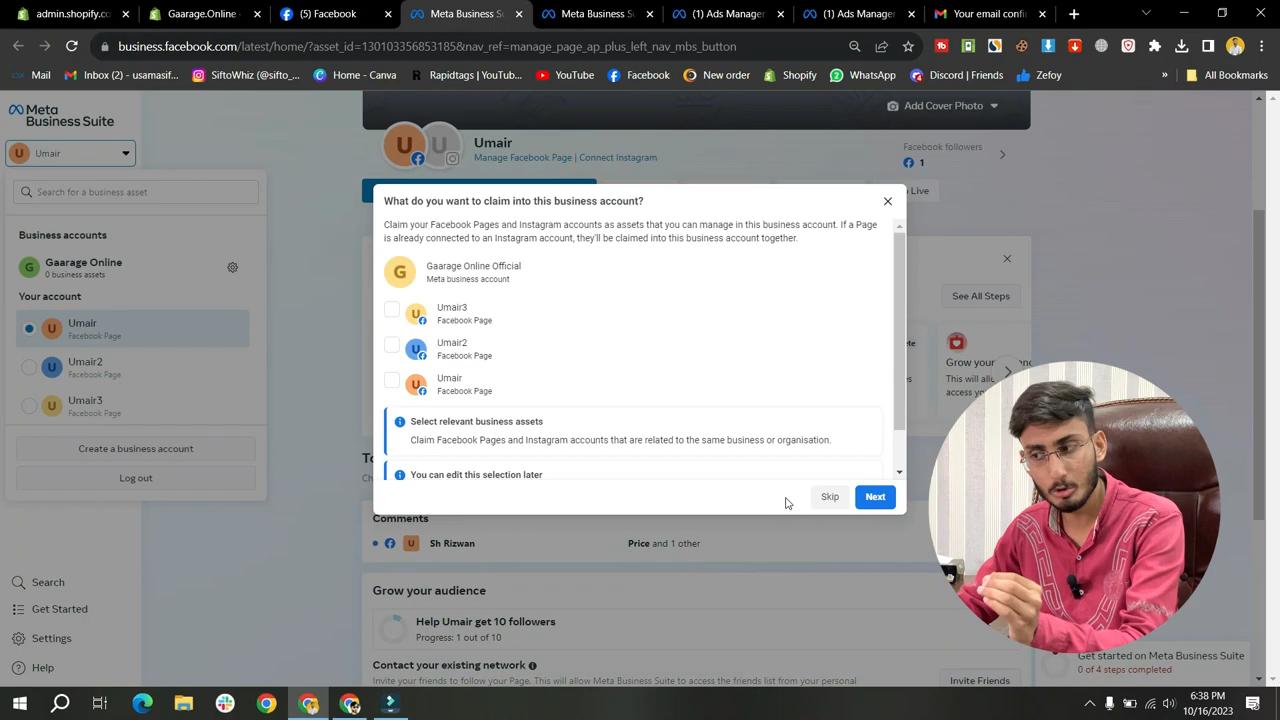 admin.shopify.co
Gaarage.Online
(5) Facebook
Meta Business S
Meta Business Su
(1) Ads Manager
(1) Ads Manager
Your email confi
business.facebook.com/latest/home/?asset_id=130103356853185&nav_ref=manage_page_ap_plus_left_nav_mbs_button
Mail
Inbox (2) - usmasif...
SiftoWhiz (@sifto_...
Home - Canva
Rapidtags | Rapidt...
YouTube
Facebook
New order
Shopify
WhatsApp
Discord | Friends
Zefoy
»
All Bookmarks
Meta
Business Suite
Add Cover Photo
Umair
Umair
Manage Facebook Page | Connect Instagram
Facebook followers
1
Search for a business asset
Business accounts
Gaarage Online
0 business assets
Your account
Umair
Facebook Page
Umair2
Facebook Page
Umair3
Facebook Page
Create a business account
Log out
What do you want to claim into this business account?
Claim your Facebook Pages and Instagram accounts as assets that you can manage in this business account. If a Page
is already connected to an Instagram account, they'll be claimed into this business account together.
G
Gaarage Online Official
Meta business account
Umair3
Facebook Page
Umair2
Facebook Page
Umair
Facebook Page
Select relevant business assets
Claim Facebook Pages and Instagram accounts that are related to the same business or organisation.
You can edit this selection later
Skip
Next
Live
See All Steps
Grow your
This will all
access you
Comments
Sh Rizwan
Price and 1 other
Grow your audience
Help Umair get 10 followers
Progress: 1 out of 10
Contact your existing network
Invite your friends to follow your Page. This will allow Meta Business Suite to access the friends list from your personal
Invite Friends
Search
Get Started
Settings
Help
Get started on Meta Business Suite
0 of 4 steps completed
6:38 PM
10/16/2023